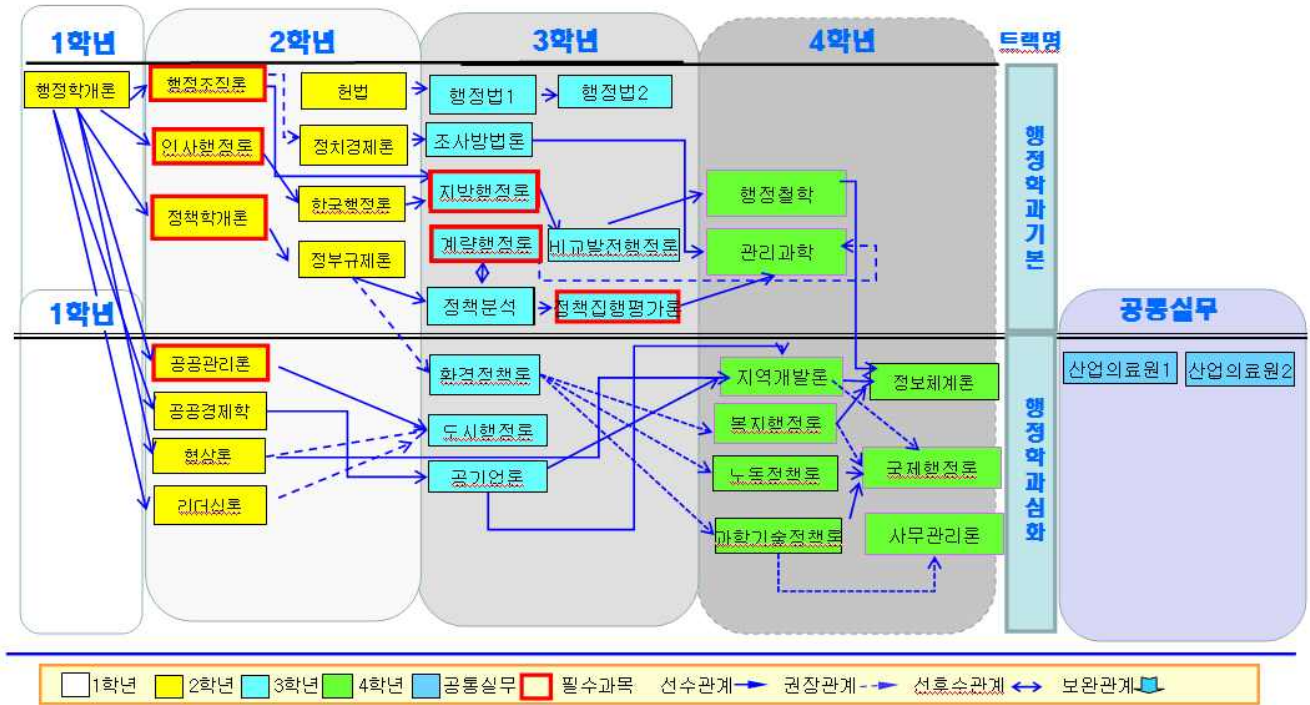 1학년
2학년
3학년
4학년
트랙명
행정학개론
행정조직론
헌법
행정법1
행정법2
인사행정론
정치경제론
조사방법론
지방행정론
행정철학
정책학개론
한국행정론
계량행정론
비교발전행정론
관리과학
정부규제론
정책분석
정책집행평가론
행정학과기본
1학년
공통실무
공공관리론
환경정책론
지역개발론
정보체계론
산업의료원1
산업의료원2
공공경제학
도시행정론
복지행정론
협상론
공기업론
노동정책론
국제행정론
리더십론
과학기술정책론
사무관리론
행정학과심화
1학년 2학년 3학년 4학년 공통실무 필수과목 선수관계 권장관계 선후수관계 보완관계